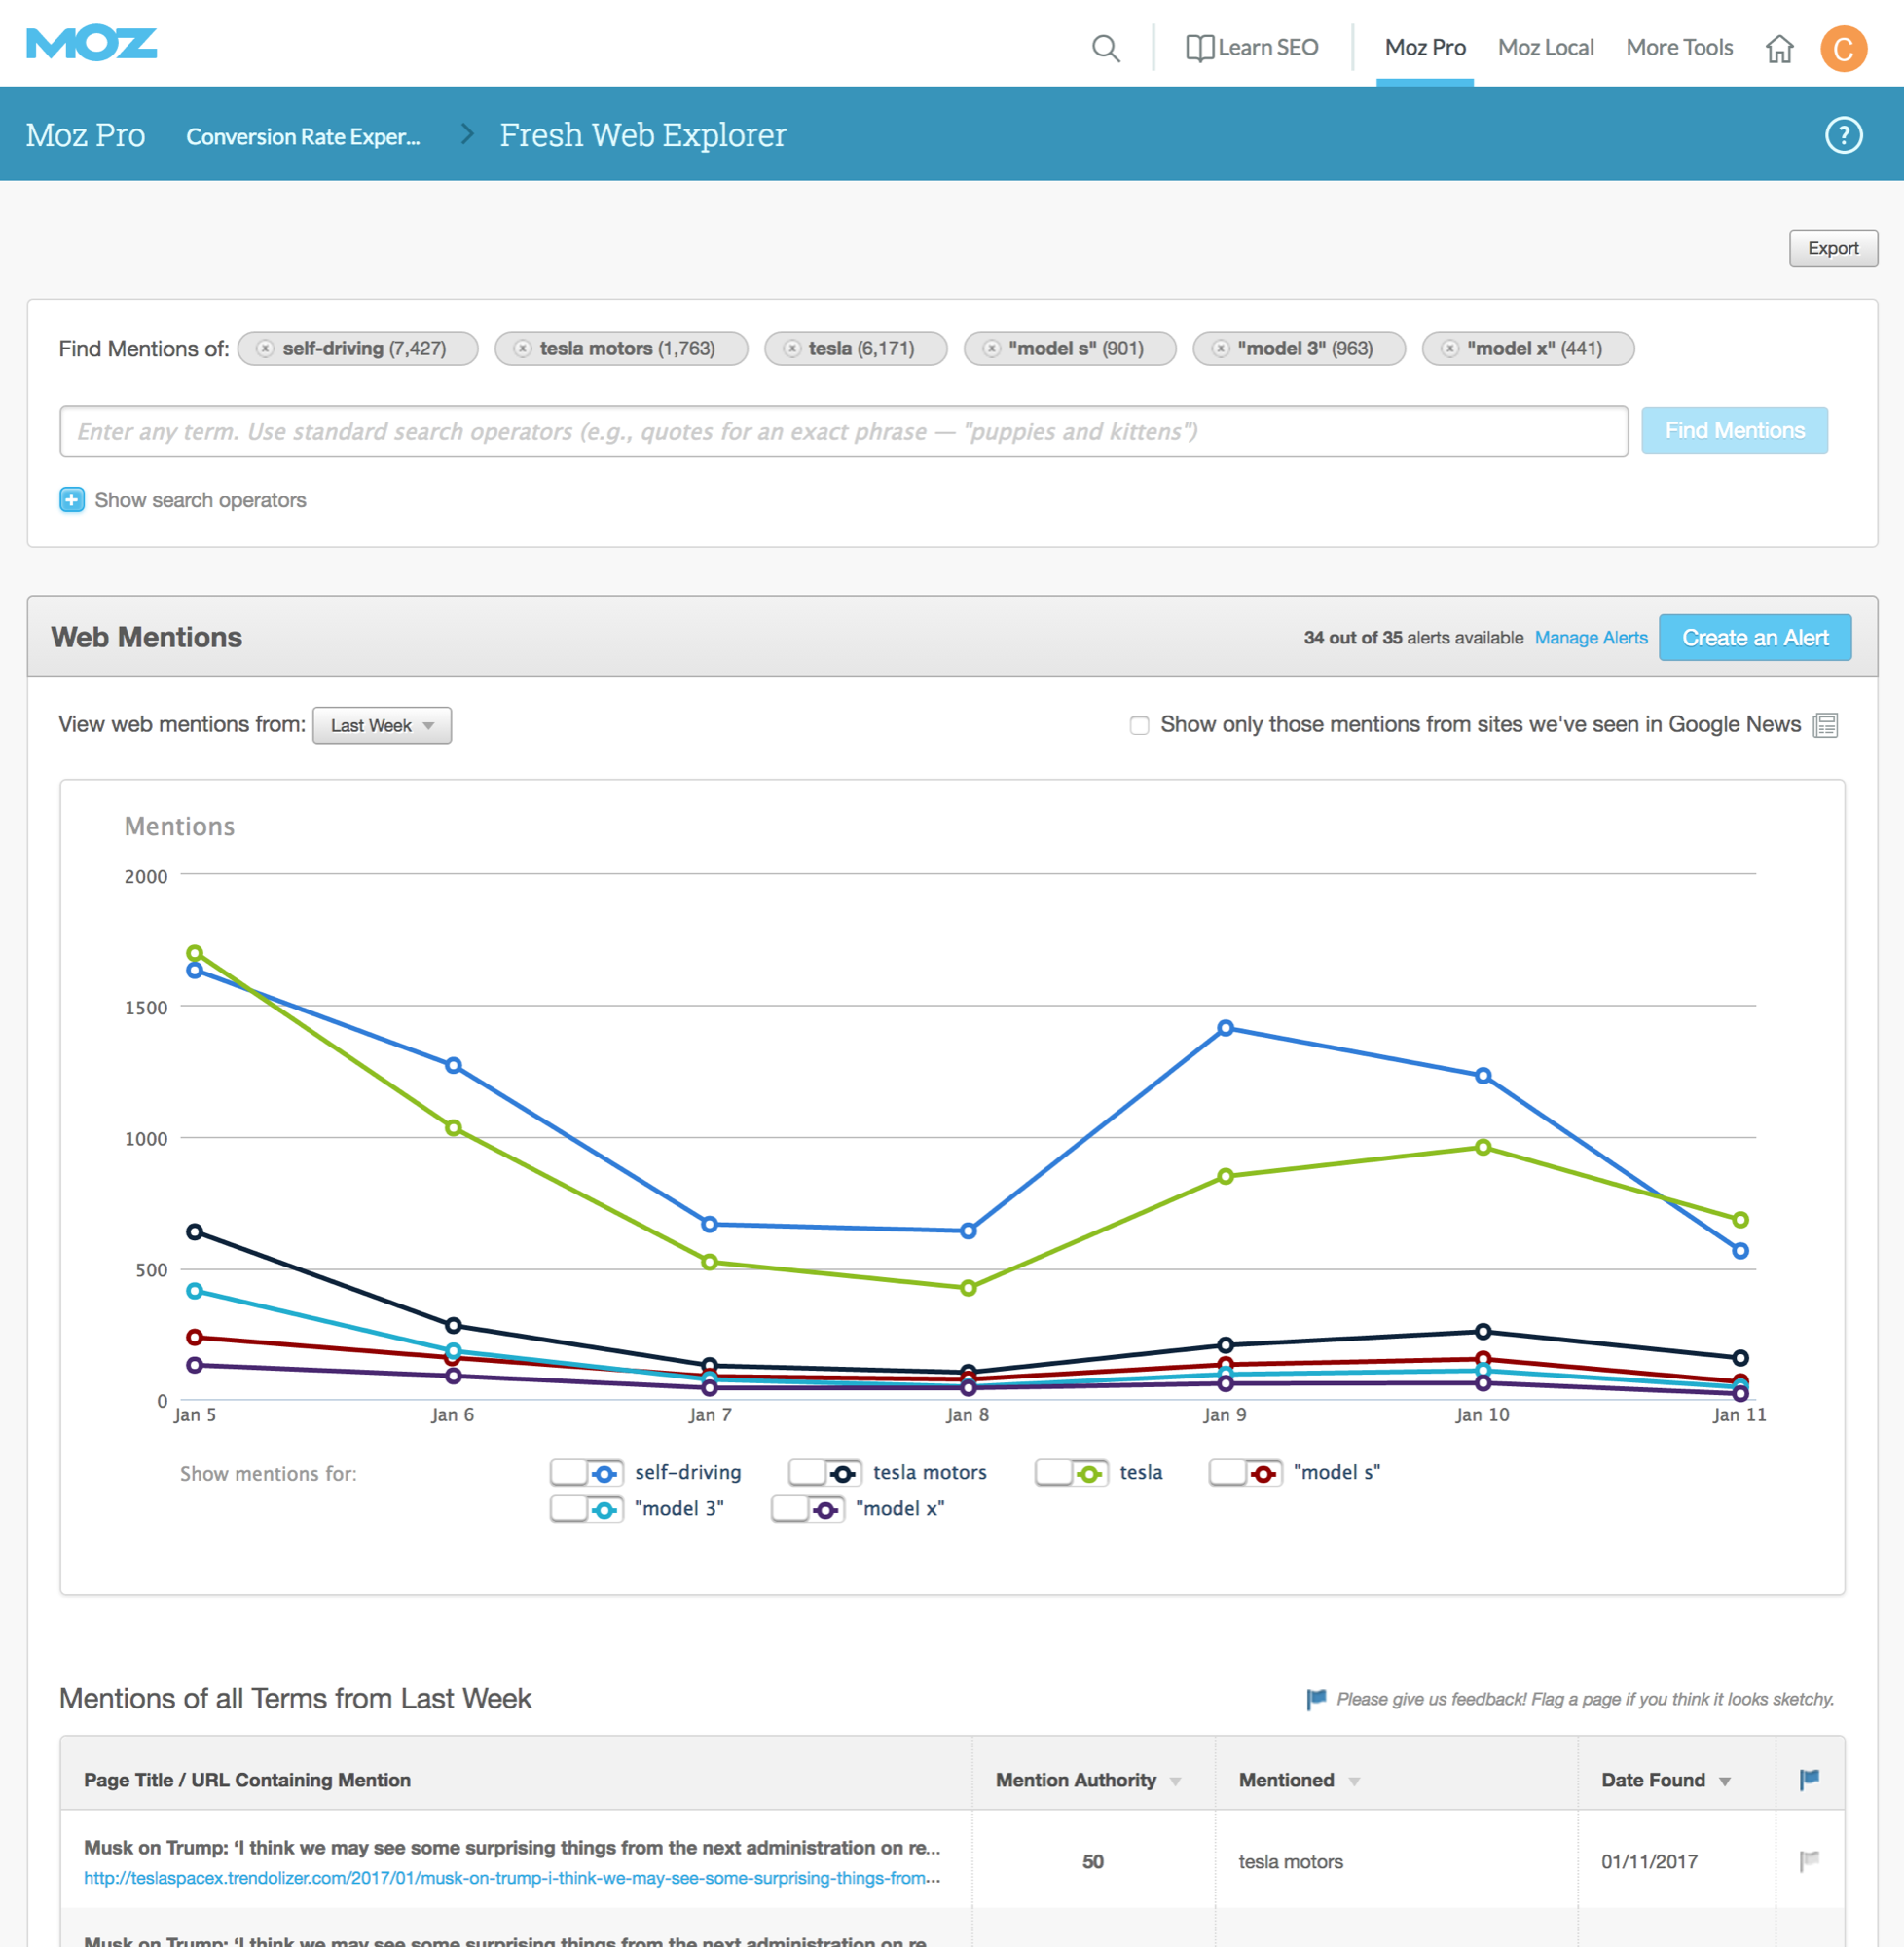 MOZ
Learn SEO
Moz Pro
Moz Local
More Tools
C
Moz Pro
Conversion Rate Exper...
Fresh Web Explorer
?
Export
Find Mentions of:
x self-driving (7,427)
x tesla motors (1,763)
x tesla (6,171)
x "model s" (901)
x "model 3" (963)
x "model x" (441)
Enter any term. Use standard search operators (e.g., quotes for an exact phrase — "puppies and kittens")
Find Mentions
Show search operators
Web Mentions
34 out of 35 alerts available
Manage Alerts
Create an Alert
View web mentions from:
Last Week
Show only those mentions from sites we've seen in Google News
Mentions
2000
1500
1000
500
0
Jan 5
Jan 6
Jan 7
Jan 8
Jan 9
Jan 10
Jan 11
Show mentions for:
self-driving
tesla motors
tesla
"model s"
"model 3"
"model x"
Mentions of all Terms from Last Week
Please give us feedback! Flag a page if you think it looks sketchy.
Page Title / URL Containing Mention
Mention Authority
Mentioned
Date Found
Musk on Trump: ‘I think we may see some surprising things from the next administration on re...
http://teslaspacex.trendolizer.com/2017/01/musk-on-trump-i-think-we-may-see-some-surprising-things-from...
50
tesla motors
01/11/2017
Musk on Trump: ‘I think we may see some surprising things from the next administration on re...